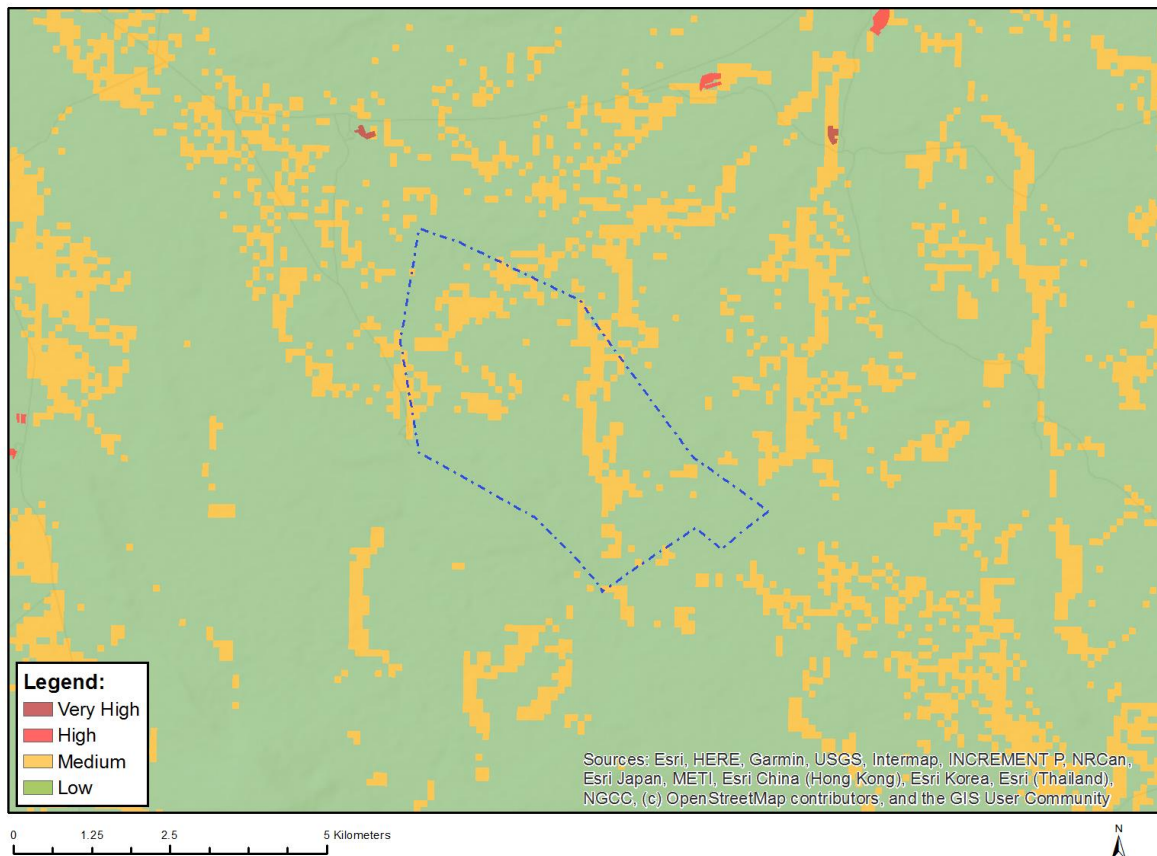 Legend:
Very High
High
Medium
Low
Sources: Esri, HERE, Garmin, USGS, Intermap, INCREMENT P, NRCan,
Esri Japan, METI, Esri China (Hong Kong), Esri Korea, Esri (Thailand),
NGCC, (c) OpenStreetMap contributors, and the GIS User Community
0 1.25 2.5 5 Kilometers
N